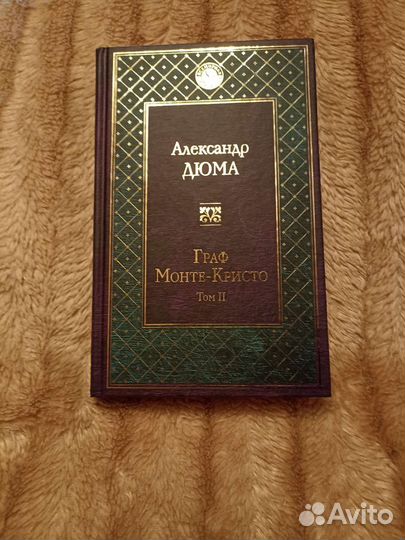 Александр
ДЮМА
Граф
Монте-Кристо
Том II
Avito